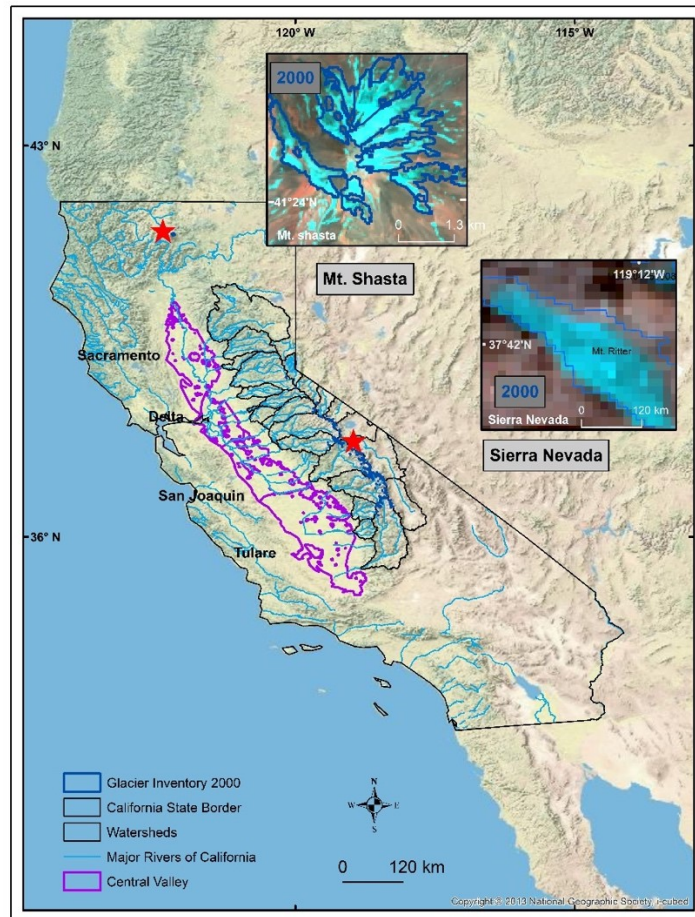 120° W
115° W
43° N
2000
41°24'N
0 1.3 km
Mt. shasta
Mt. Shasta
119°12'W
37°42'N
Mt. Ritter
2000
Sierra Nevada
0 120 km
Sierra Nevada
Sacramento
Delta
San Joaquin
36° N
Tulare
Glacier Inventory 2000
California State Border
Watersheds
Major Rivers of California
Central Valley
N
W E
S
0 120 km
Copyright:© 2013 National Geographic Society, i-cubed